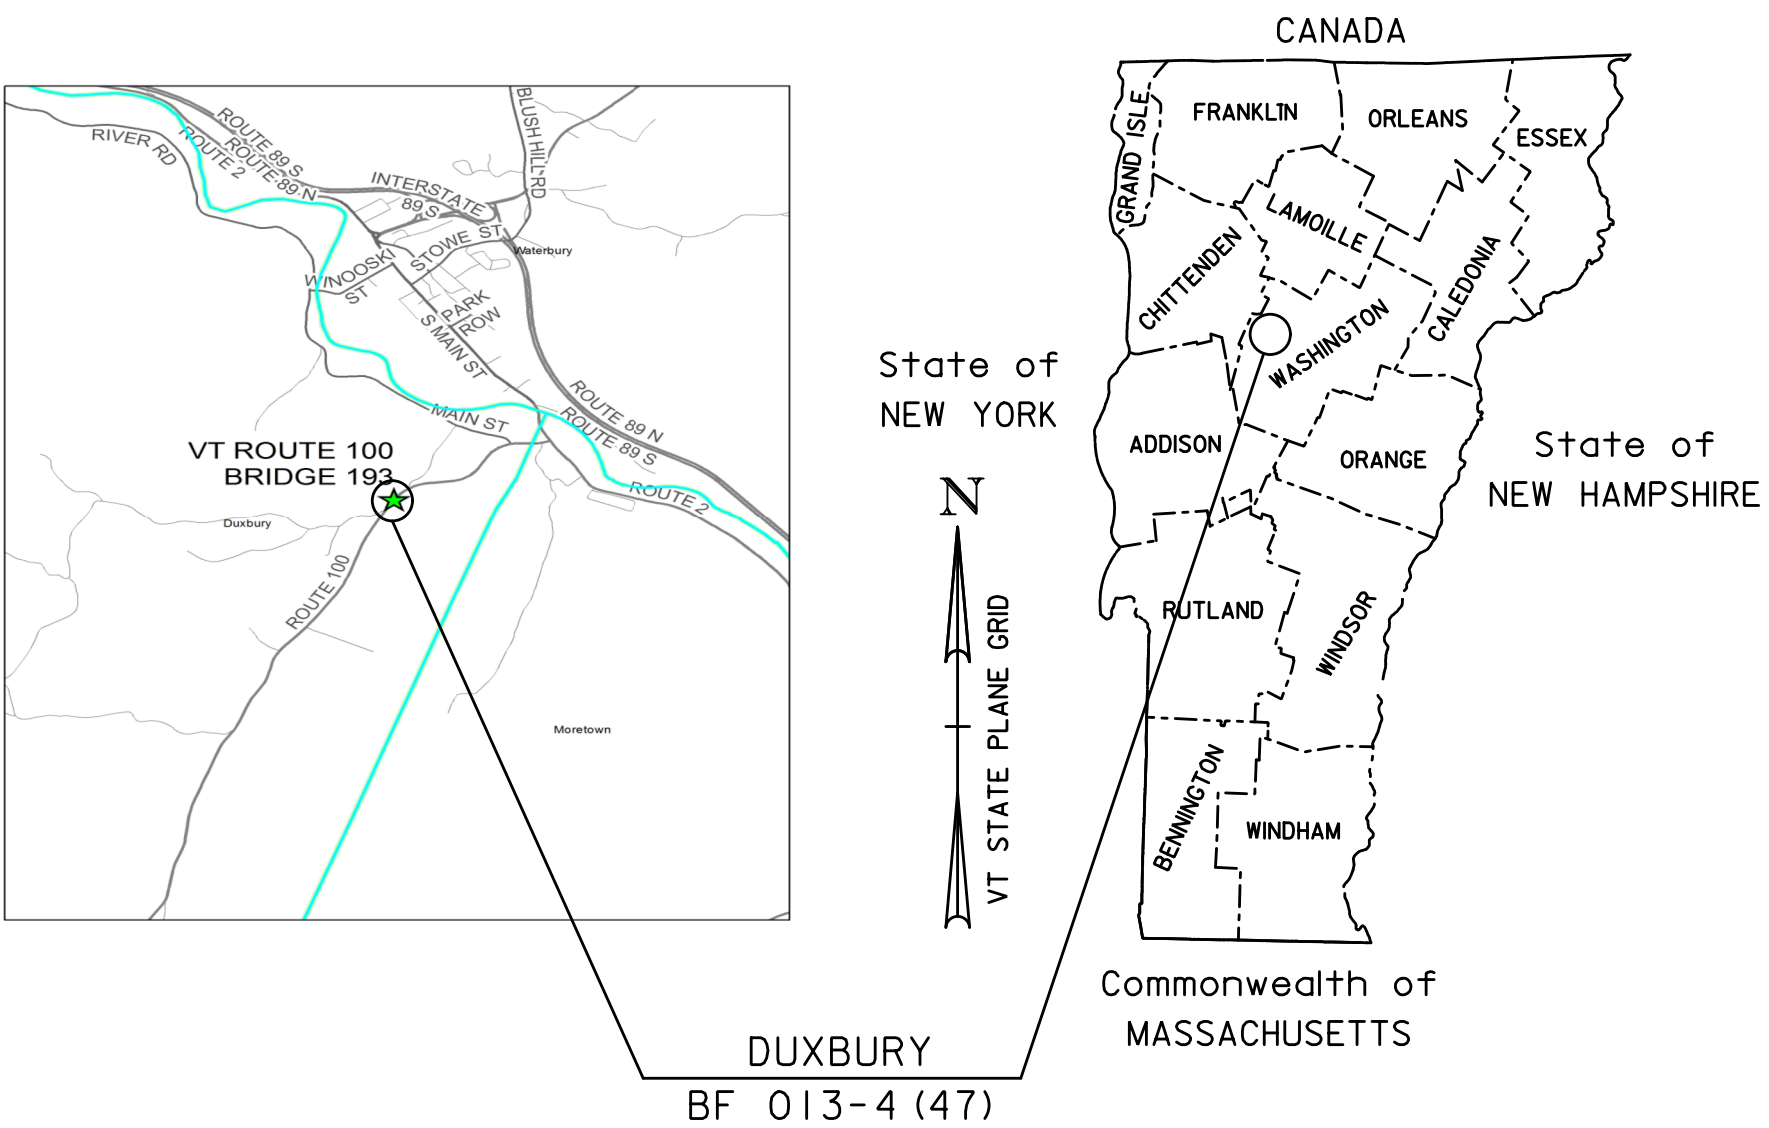 CANADA
BLUSH HILL RD
ROUTE 89 S
ROUTE 2
ROUTE 89 N
RIVER RD
INTERSTATE
89 S
STOWE ST
Waterbury
WINOOSKI
ST
PARK
ROW
S MAIN ST
MAIN ST
ROUTE 89 N
ROUTE 89 S
ROUTE 2
VT ROUTE 100
BRIDGE 193
Duxbury
ROUTE 100
Moretown
GRAND ISLE
FRANKLIN
ORLEANS
ESSEX
LAMOILLE
CHITTENDEN
CALEDONIA
WASHINGTON
State of
NEW YORK
ADDISON
ORANGE
State of
NEW HAMPSHIRE
N
VT STATE PLANE GRID
RUTLAND
WINDSOR
BENNINGTON
WINDHAM
Commonwealth of
MASSACHUSETTS
DUXBURY
BF 013-4 (47)